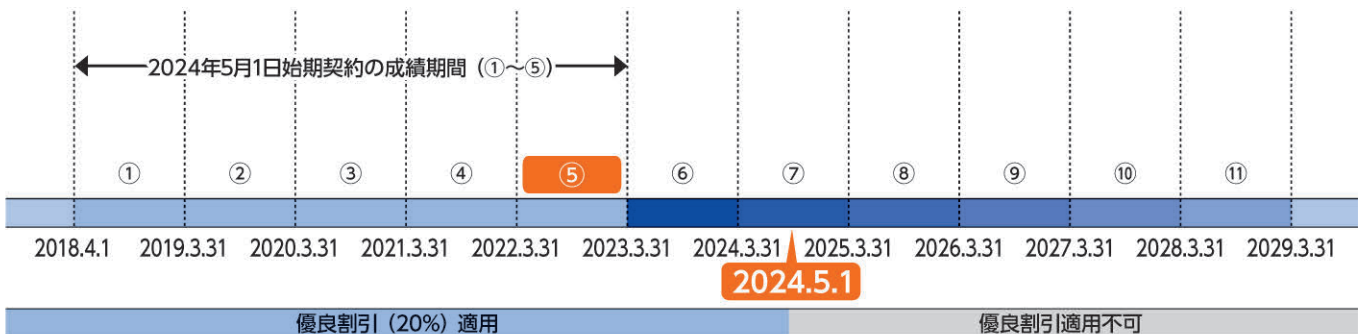 2024年5月1日始期契約の成績期間（①～⑤）
① ② ③ ④ ⑤ ⑥ ⑦ ⑧ ⑨ ⑩ ⑪
2018.4.1 2019.3.31 2020.3.31 2021.3.31 2022.3.31 2023.3.31 2024.3.31 2025.3.31 2026.3.31 2027.3.31 2028.3.31 2029.3.31
2024.5.1
優良割引（20%）適用 優良割引適用不可